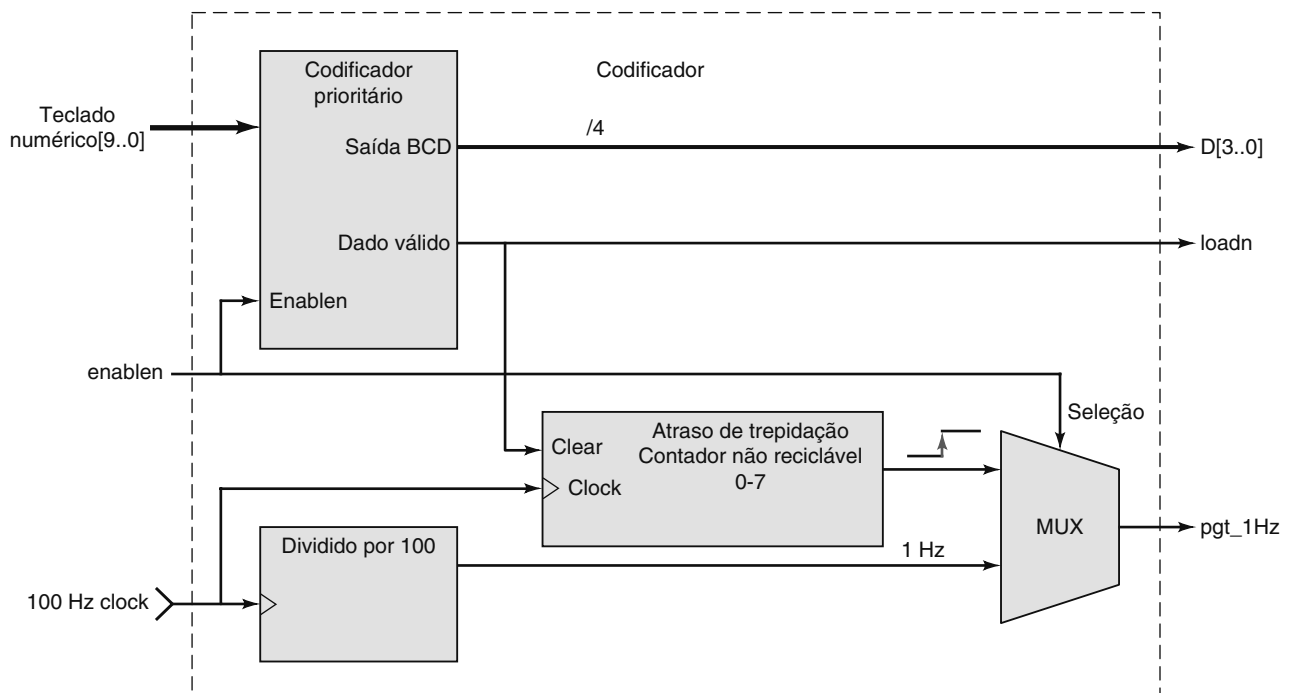 Codificador
prioritário
Codificador
Teclado
numérico[9..0]
/4
Saída BCD
D[3..0]
Dado válido
loadn
Enablen
enablen
Seleção
Atraso de trepidação
Contador não reciclável
0-7
Clear
Clock
MUX
pgt_1Hz
Dividido por 100
1 Hz
100 Hz clock